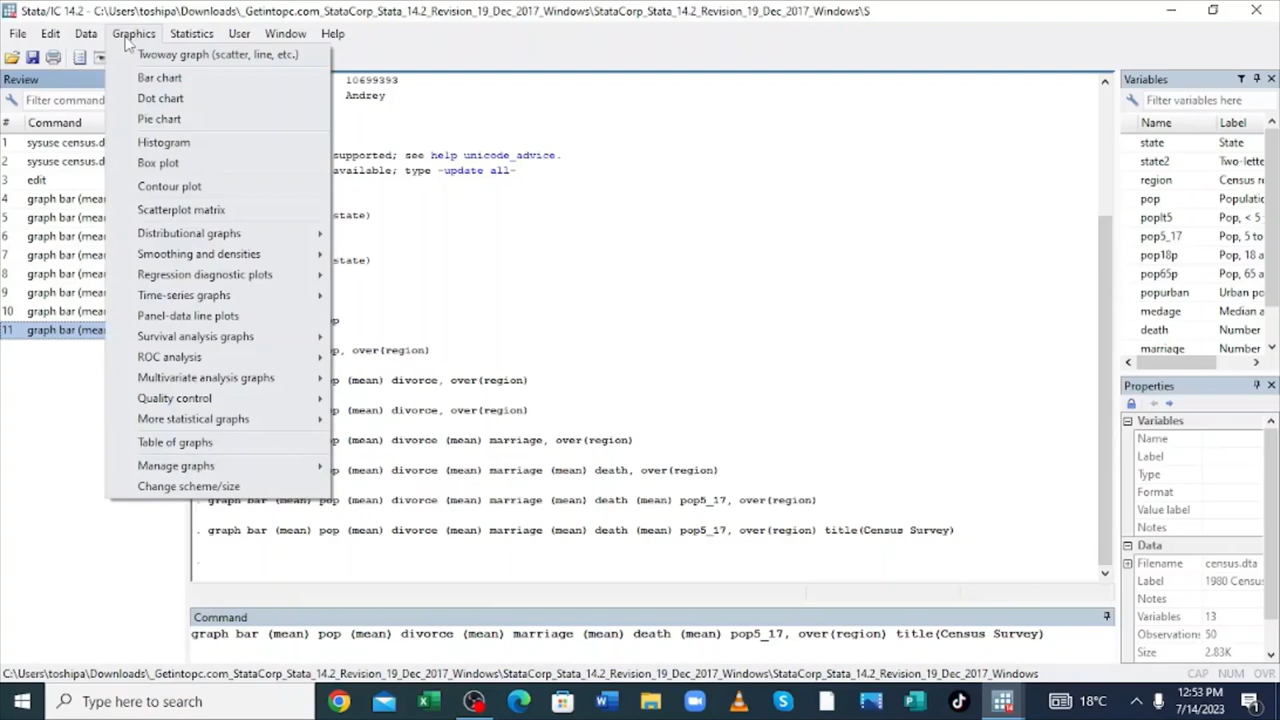 Stata/IC 14.2 - C:\Users\toshipa\Downloads\_Getintopc.com_StataCorp_Stata_14.2_Revision_19_Dec_2017_Windows\StataCorp_Stata_14.2_Revision_19_Dec_2017_Windows\S
File Edit Data Graphics Statistics User Window Help
Review
Filter command
# Command
1 sysuse census.d
2 sysuse census.d
3 edit
4 graph bar (mea
5 graph bar (mea
6 graph bar (mea
7 graph bar (mea
8 graph bar (mea
9 graph bar (mea
10 graph bar (mea
11 graph bar (mea
Twoway graph (scatter, line, etc.)
Bar chart
Dot chart
Pie chart
Histogram
Box plot
Contour plot
Scatterplot matrix
Distributional graphs
Smoothing and densities
Regression diagnostic plots
Time-series graphs
Panel-data line plots
Survival analysis graphs
ROC analysis
Multivariate analysis graphs
Quality control
More statistical graphs
Table of graphs
Manage graphs
Change scheme/size
10699393
Andrey
supported; see help unicode_advice.
available; type -update all-
state)
state)
p
p, over(region)
p (mean) divorce, over(region)
p (mean) divorce, over(region)
p (mean) divorce (mean) marriage, over(region)
p (mean) divorce (mean) marriage (mean) death, over(region)
. graph bar (mean) pop (mean) divorce (mean) marriage (mean) death (mean) pop5_17, over(region)
. graph bar (mean) pop (mean) divorce (mean) marriage (mean) death (mean) pop5_17, over(region) title(Census Survey)
.
Command
graph bar (mean) pop (mean) divorce (mean) marriage (mean) death (mean) pop5_17, over(region) title(Census Survey)
Variables
Filter variables here
Name Label
state State
state2 Two-lette
region Census re
pop Populatio
poplt5 Pop, < 5
pop5_17 Pop, 5 to
pop18p Pop, 18 a
pop65p Pop, 65 a
popurban Urban po
medage Median a
death Number
marriage Number
Properties
Variables
Name
Label
Type
Format
Value label
Notes
Data
Filename census.dta
Label 1980 Censu
Notes
Variables 13
Observations 50
Size 2.83K
C:\Users\toshipa\Downloads\_Getintopc.com_StataCorp_Stata_14.2_Revision_19_Dec_2017_Windows\StataCorp_Stata_14.2_Revision_19_Dec_2017_Windows
CAP NUM OVR
Type here to search
18°C
12:53 PM
7/14/2023